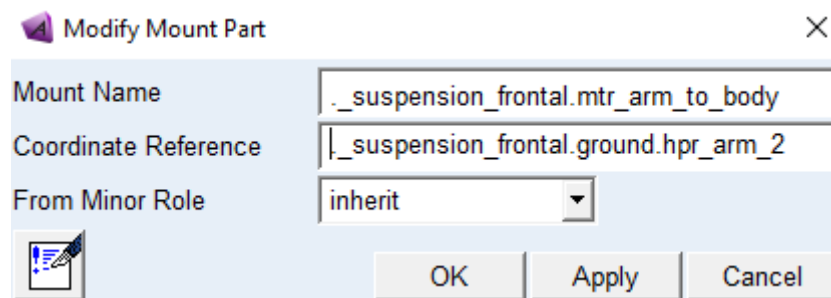 Modify Mount Part
Mount Name ._suspension_frontal.mtr_arm_to_body
Coordinate Reference ._suspension_frontal.ground.hpr_arm_2
From Minor Role inherit
OK Apply Cancel